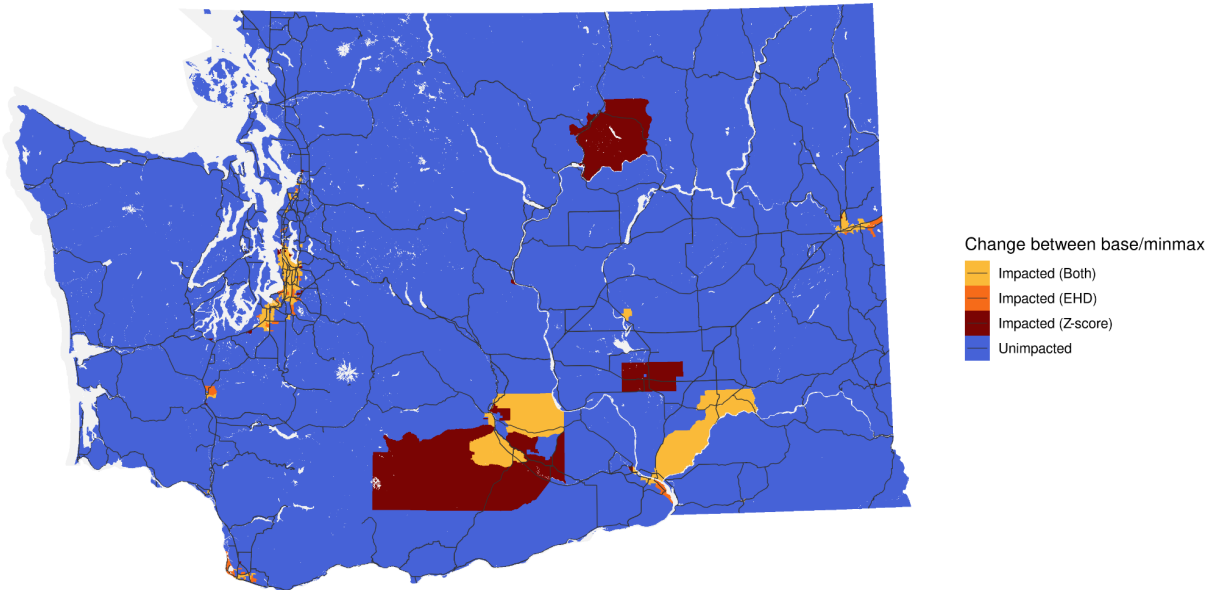 Change between base/minmax
Impacted (Both)
Impacted (EHD)
Impacted (Z-score)
Unimpacted